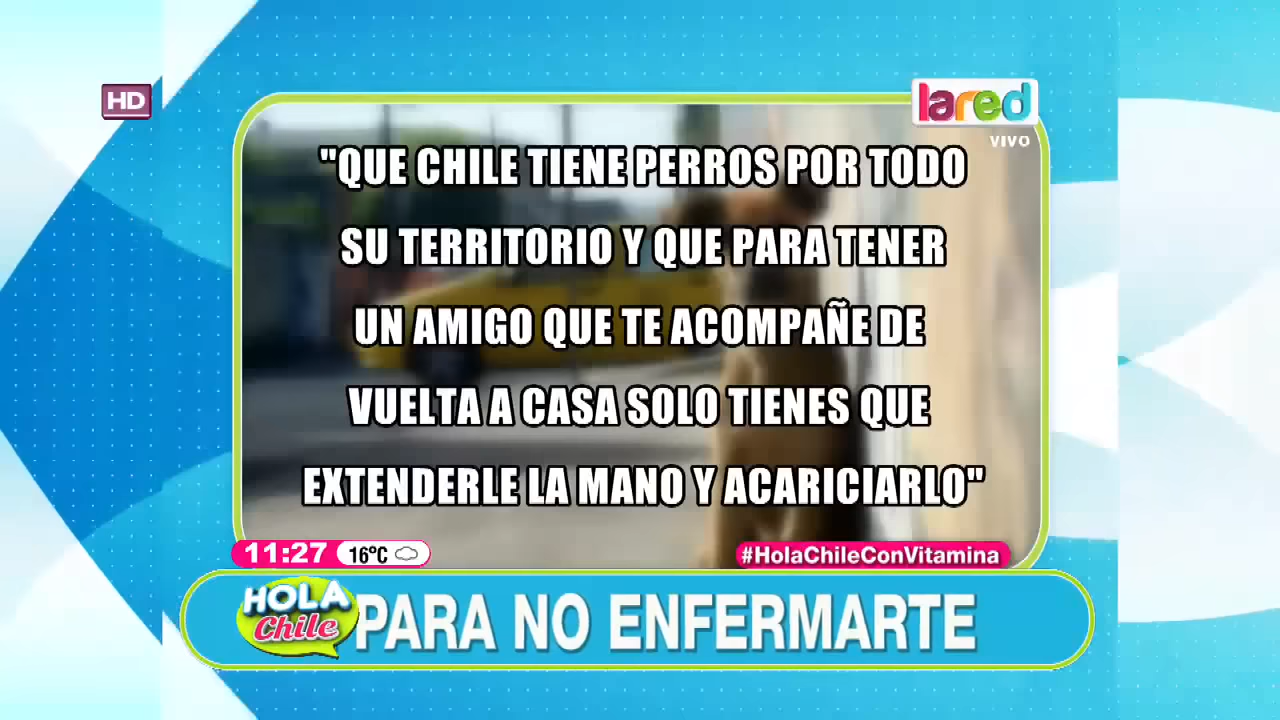 HD
lared
VIVO
"QUE CHILE TIENE PERROS POR TODO
SU TERRITORIO Y QUE PARA TENER
UN AMIGO QUE TE ACOMPAÑE DE
VUELTA A CASA SOLO TIENES QUE
EXTENDERLE LA MANO Y ACARICIARLO"
11:27 16ºC
#HolaChileConVitamina
HOLA
Chile
PARA NO ENFERMARTE